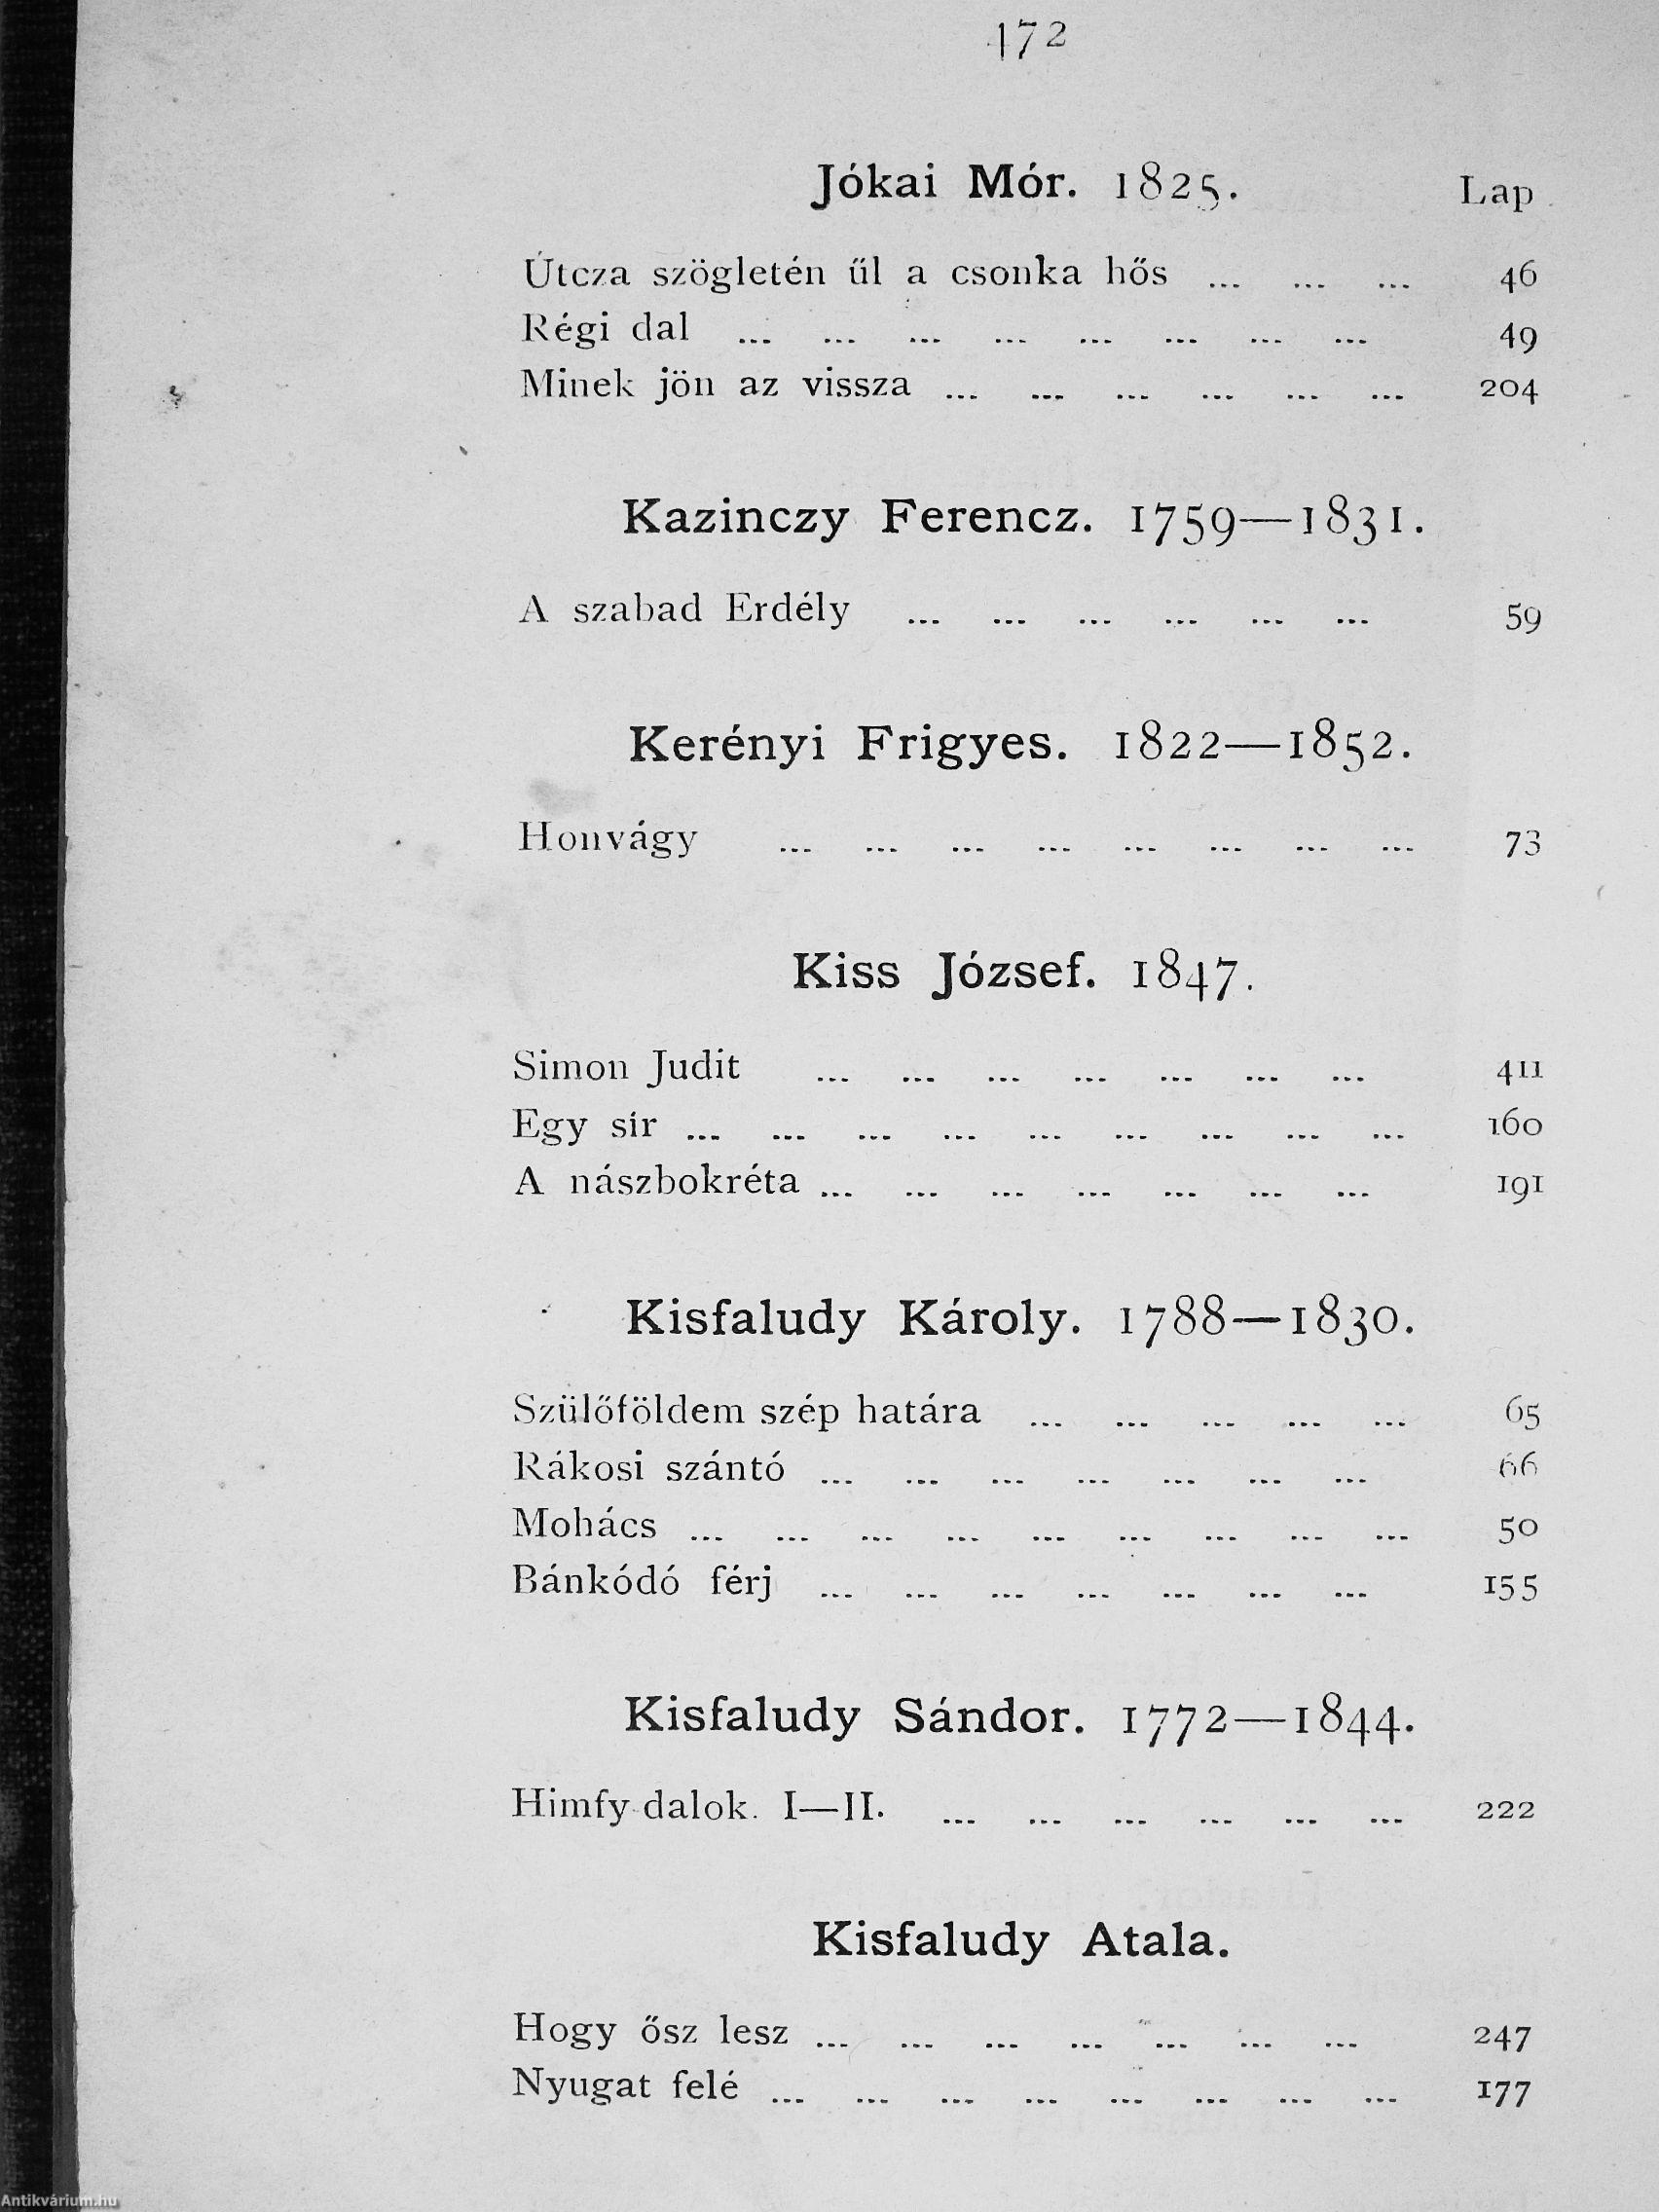 472
Jókai Mór. 1825. Lap
Útcza szögletén űl a csonka hős ... ... ... 46
Régi dal ... ... ... ... ... ... ... ... 49
Minek jön az vissza ... ... ... ... ... ... 204
Kazinczy Ferencz. 1759—1831.
A szabad Erdély ... ... ... ... ... ... 59
Kerényi Frigyes. 1822—1852.
Honvágy ... ... ... ... ... ... ... ... 73
Kiss József. 1847.
Simon Judit ... ... ... ... ... ... ... 411
Egy sír ... ... ... ... ... ... ... ... ... 160
A nászbokréta ... ... ... ... ... ... ... 191
Kisfaludy Károly. 1788—1830.
Szülőföldem szép határa ... ... ... ... ... 65
Rákosi szántó ... ... ... ... ... ... ... 66
Mohács ... ... ... ... ... ... ... ... ... 50
Bánkódó férj ... ... ... ... ... ... ... 155
Kisfaludy Sándor. 1772—1844.
Himfy-dalok. I—II. ... ... ... ... ... ... 222
Kisfaludy Atala.
Hogy ősz lesz ... ... ... ... ... ... ... 247
Nyugat felé ... ... ... ... ... ... ... ... 177
Antikvárium.hu